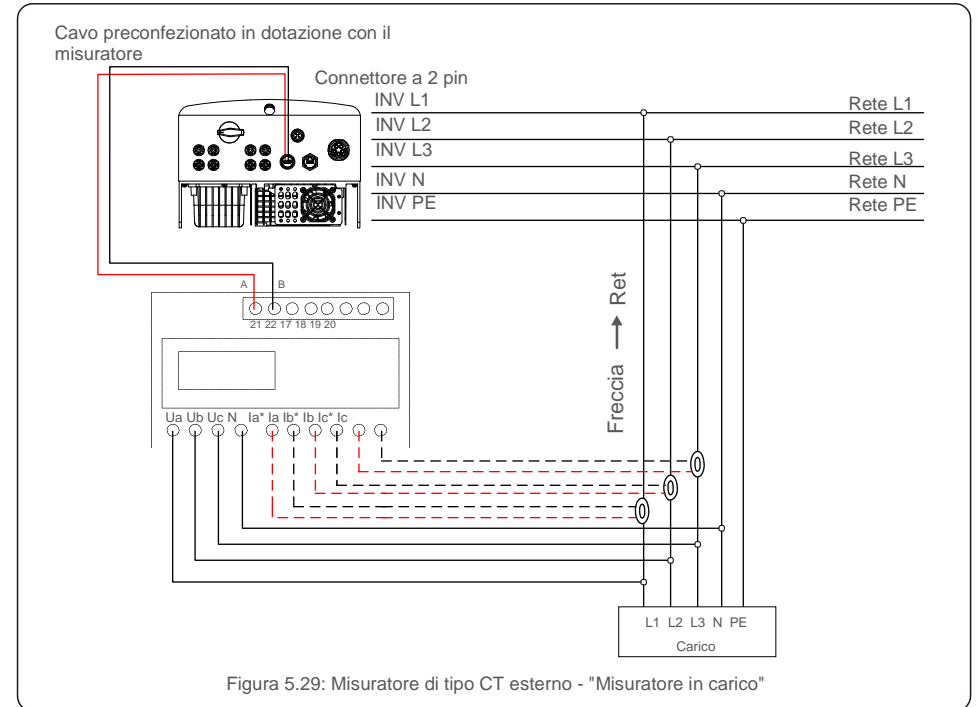 Cavo preconfezionato in dotazione con il
misuratore
Connettore a 2 pin
INV L1
Rete L1
INV L2
Rete L2
INV L3
Rete L3
INV N
Rete N
INV PE
Rete PE
A B
21 22 17 18 19 20
Freccia → Ret
Ua Ub Uc N Ia* Ia Ib* Ib Ic* Ic
L1 L2 L3 N PE
Carico
Figura 5.29: Misuratore di tipo CT esterno - "Misuratore in carico"